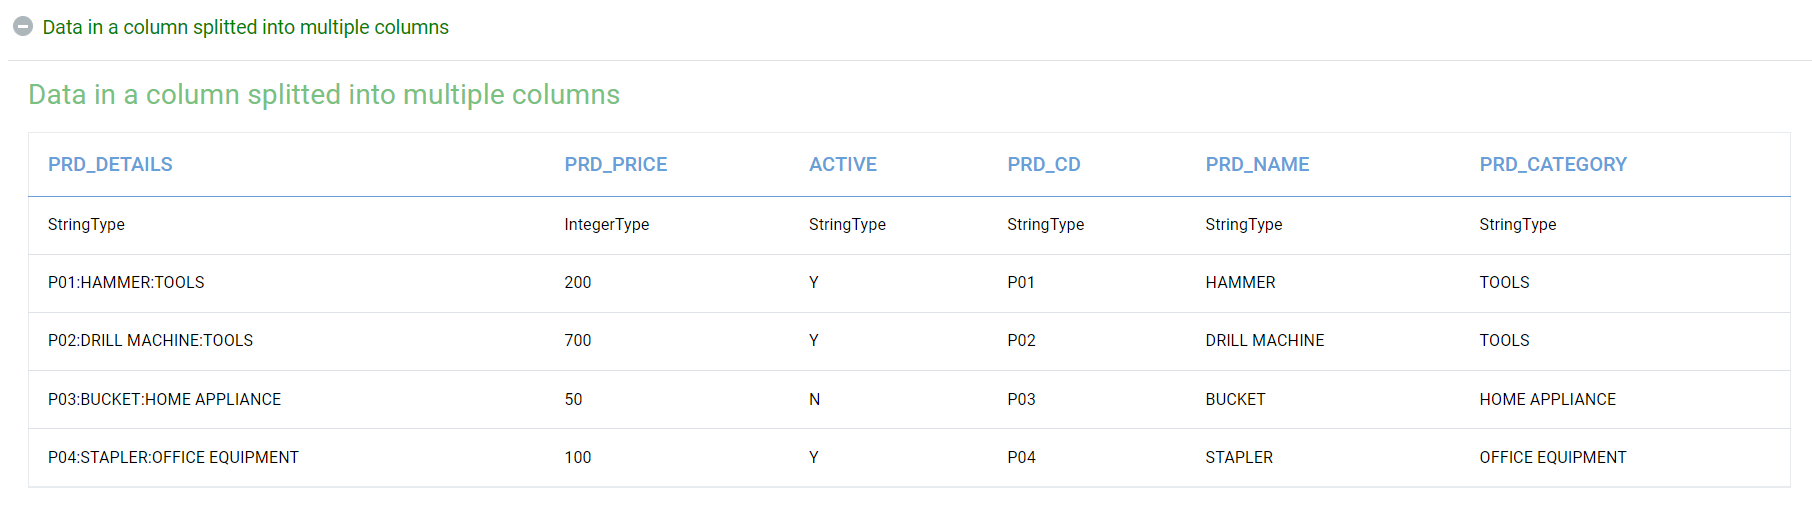 Data in a column splitted into multiple columns
Data in a column splitted into multiple columns
PRD_DETAILS PRD_PRICE ACTIVE PRD_CD PRD_NAME PRD_CATEGORY
StringType IntegerType StringType StringType StringType StringType
P01:HAMMER:TOOLS 200 Y P01 HAMMER TOOLS
P02:DRILL MACHINE:TOOLS 700 Y P02 DRILL MACHINE TOOLS
P03:BUCKET:HOME APPLIANCE 50 N P03 BUCKET HOME APPLIANCE
P04:STAPLER:OFFICE EQUIPMENT 100 Y P04 STAPLER OFFICE EQUIPMENT